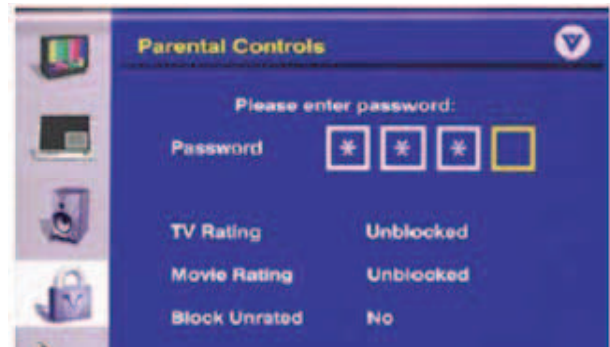 Parental Controls
Please enter password:
Password * * *
TV Rating Unblocked
Movie Rating Unblocked
Block Unrated No